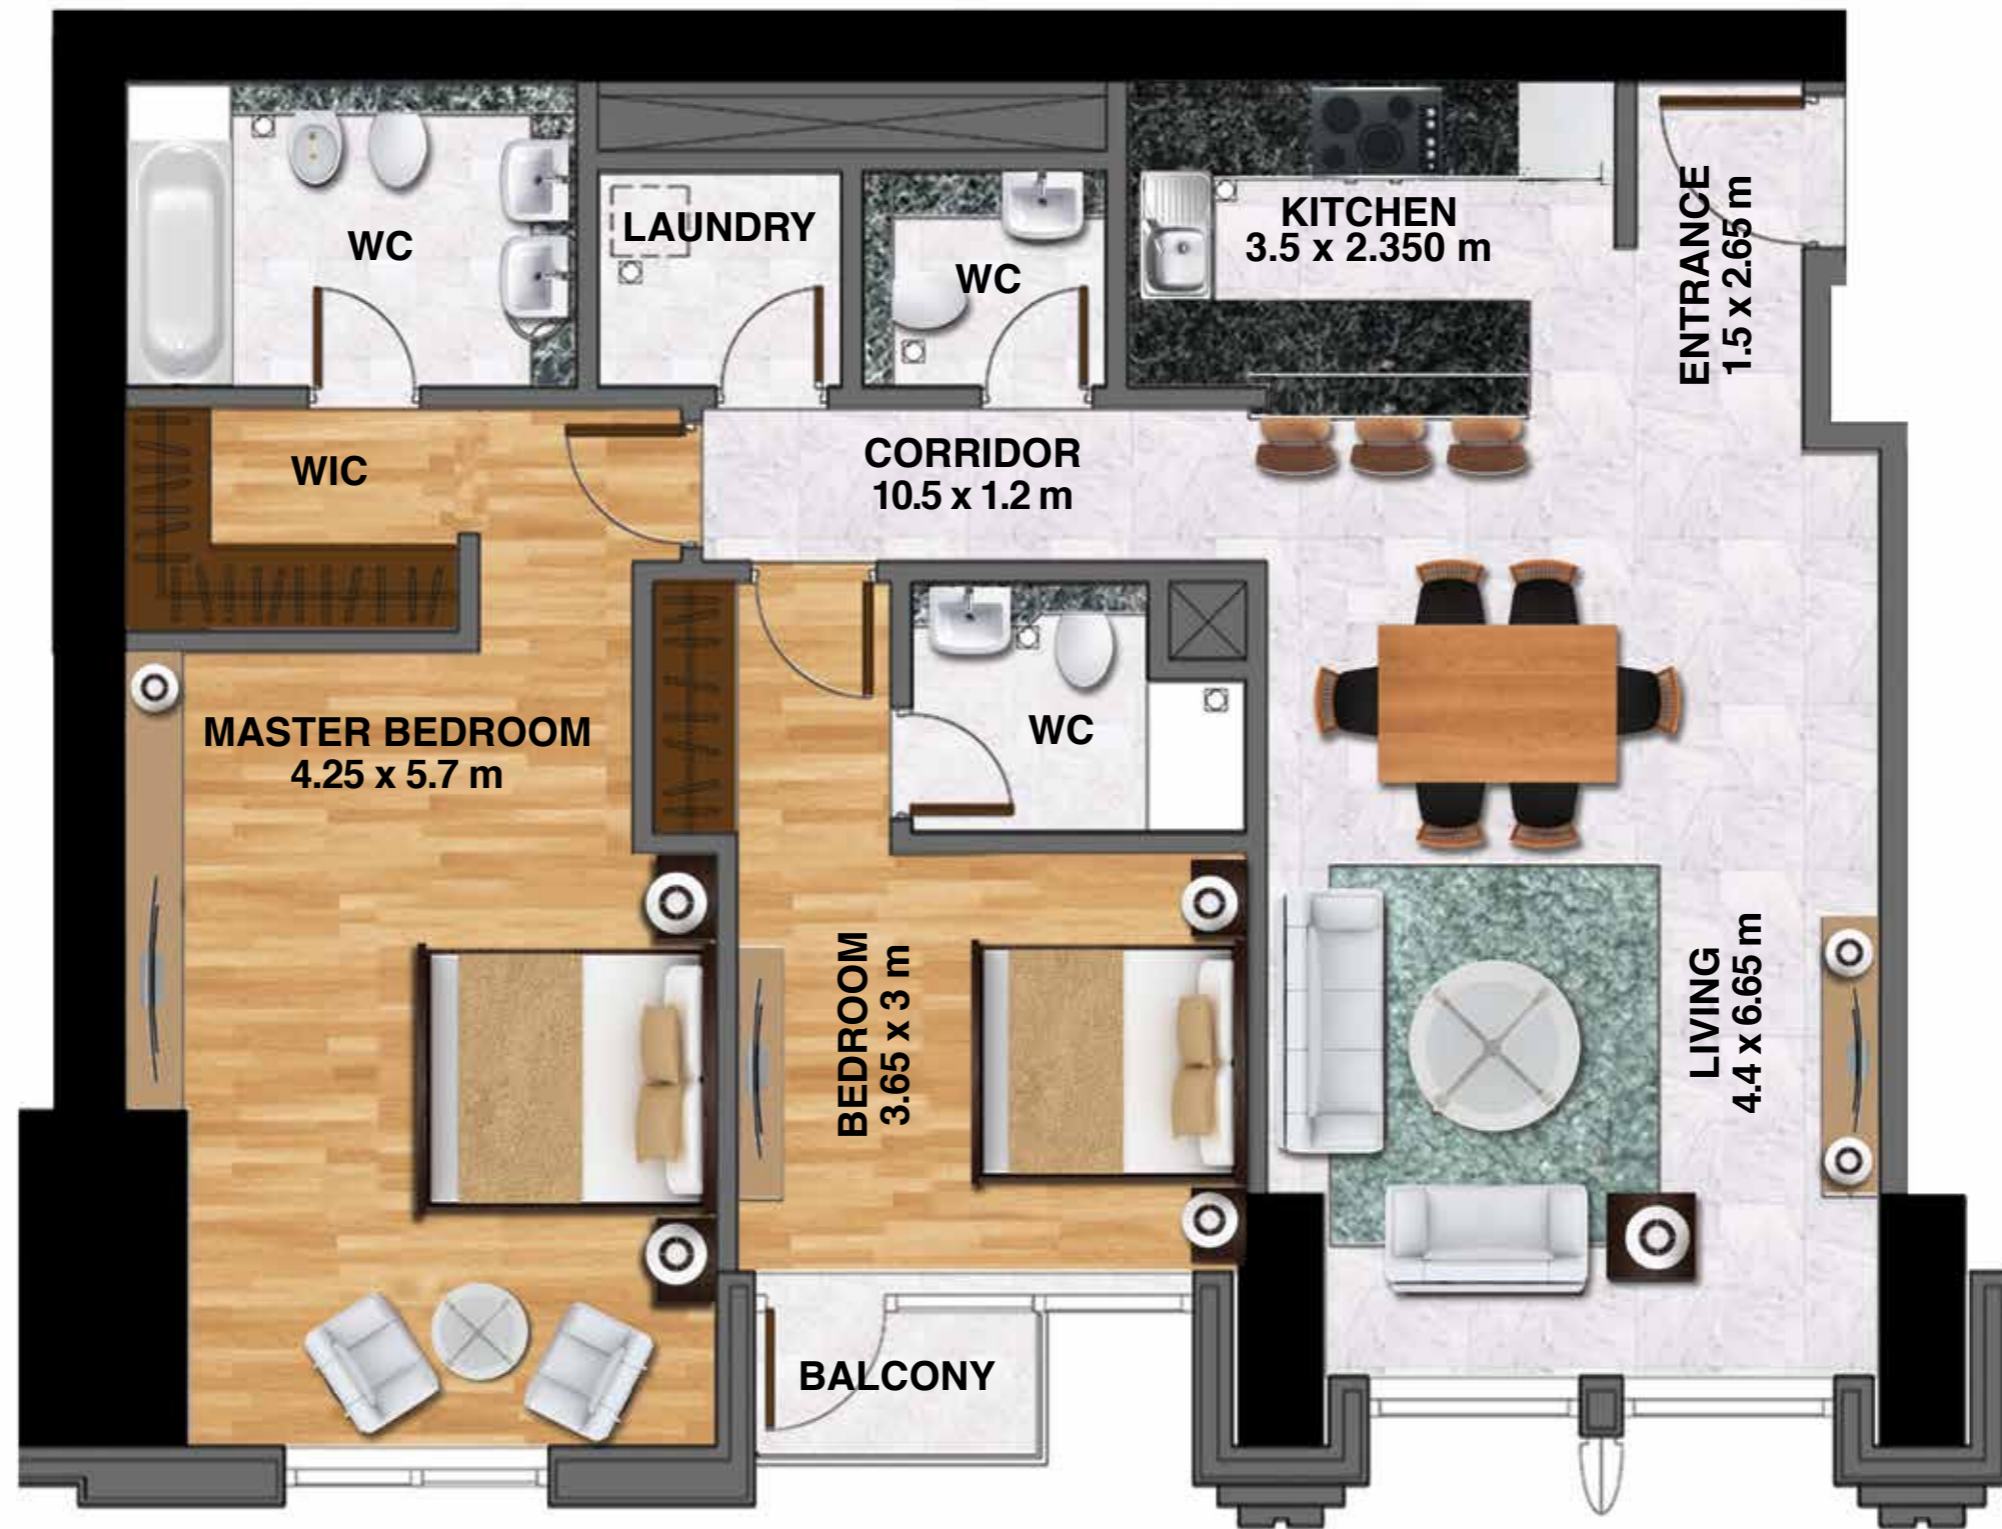 WC
LAUNDRY
WC
KITCHEN
3.5 x 2.350 m
ENTRANCE
1.5 x 2.65 m
WIC
CORRIDOR
10.5 x 1.2 m
MASTER BEDROOM
4.25 x 5.7 m
WC
BEDROOM
3.65 x 3 m
LIVING
4.4 x 6.65 m
BALCONY